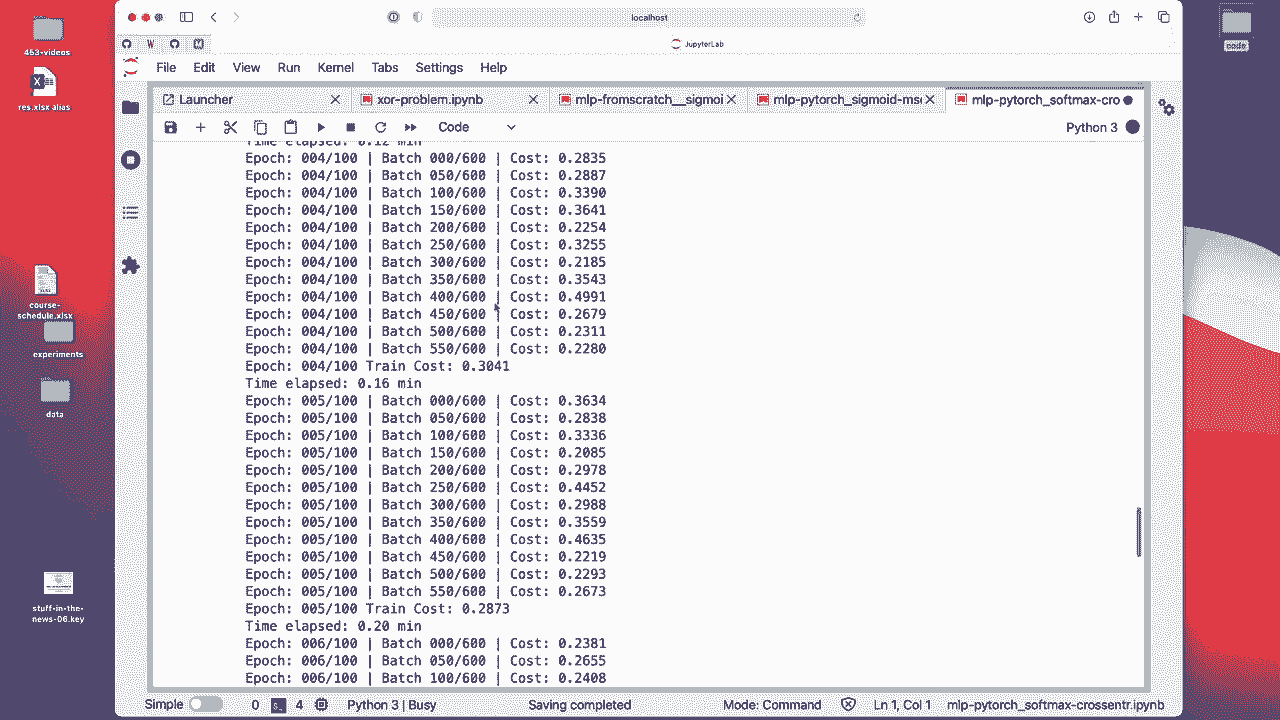 localhost
JupyterLab
File Edit View Run Kernel Tabs Settings Help
Launcher
xor-problem.ipynb
mlp-fromscratch__sigmoi
mlp-pytorch_sigmoid-ms
mlp-pytorch_softmax-cro
Code
Python 3
Time elapsed: 0.12 min
Epoch: 004/100 | Batch 000/600 | Cost: 0.2835
Epoch: 004/100 | Batch 050/600 | Cost: 0.2887
Epoch: 004/100 | Batch 100/600 | Cost: 0.3390
Epoch: 004/100 | Batch 150/600 | Cost: 0.3641
Epoch: 004/100 | Batch 200/600 | Cost: 0.2254
Epoch: 004/100 | Batch 250/600 | Cost: 0.3255
Epoch: 004/100 | Batch 300/600 | Cost: 0.2185
Epoch: 004/100 | Batch 350/600 | Cost: 0.3543
Epoch: 004/100 | Batch 400/600 | Cost: 0.4991
Epoch: 004/100 | Batch 450/600 | Cost: 0.2679
Epoch: 004/100 | Batch 500/600 | Cost: 0.2311
Epoch: 004/100 | Batch 550/600 | Cost: 0.2280
Epoch: 004/100 Train Cost: 0.3041
Time elapsed: 0.16 min
Epoch: 005/100 | Batch 000/600 | Cost: 0.3634
Epoch: 005/100 | Batch 050/600 | Cost: 0.2838
Epoch: 005/100 | Batch 100/600 | Cost: 0.3336
Epoch: 005/100 | Batch 150/600 | Cost: 0.2085
Epoch: 005/100 | Batch 200/600 | Cost: 0.2978
Epoch: 005/100 | Batch 250/600 | Cost: 0.4452
Epoch: 005/100 | Batch 300/600 | Cost: 0.2988
Epoch: 005/100 | Batch 350/600 | Cost: 0.3559
Epoch: 005/100 | Batch 400/600 | Cost: 0.4635
Epoch: 005/100 | Batch 450/600 | Cost: 0.2219
Epoch: 005/100 | Batch 500/600 | Cost: 0.2293
Epoch: 005/100 | Batch 550/600 | Cost: 0.2673
Epoch: 005/100 Train Cost: 0.2873
Time elapsed: 0.20 min
Epoch: 006/100 | Batch 000/600 | Cost: 0.2381
Epoch: 006/100 | Batch 050/600 | Cost: 0.2655
Epoch: 006/100 | Batch 100/600 | Cost: 0.2408
Simple 0 4 Python 3 | Busy Saving completed Mode: Command Ln 1, Col 1 mlp-pytorch_softmax-crossentr.ipynb
453-videos
res.xlsx alias
course-
schedule.xlsx
experiments
data
stuff-in-the-
news-06.key
code